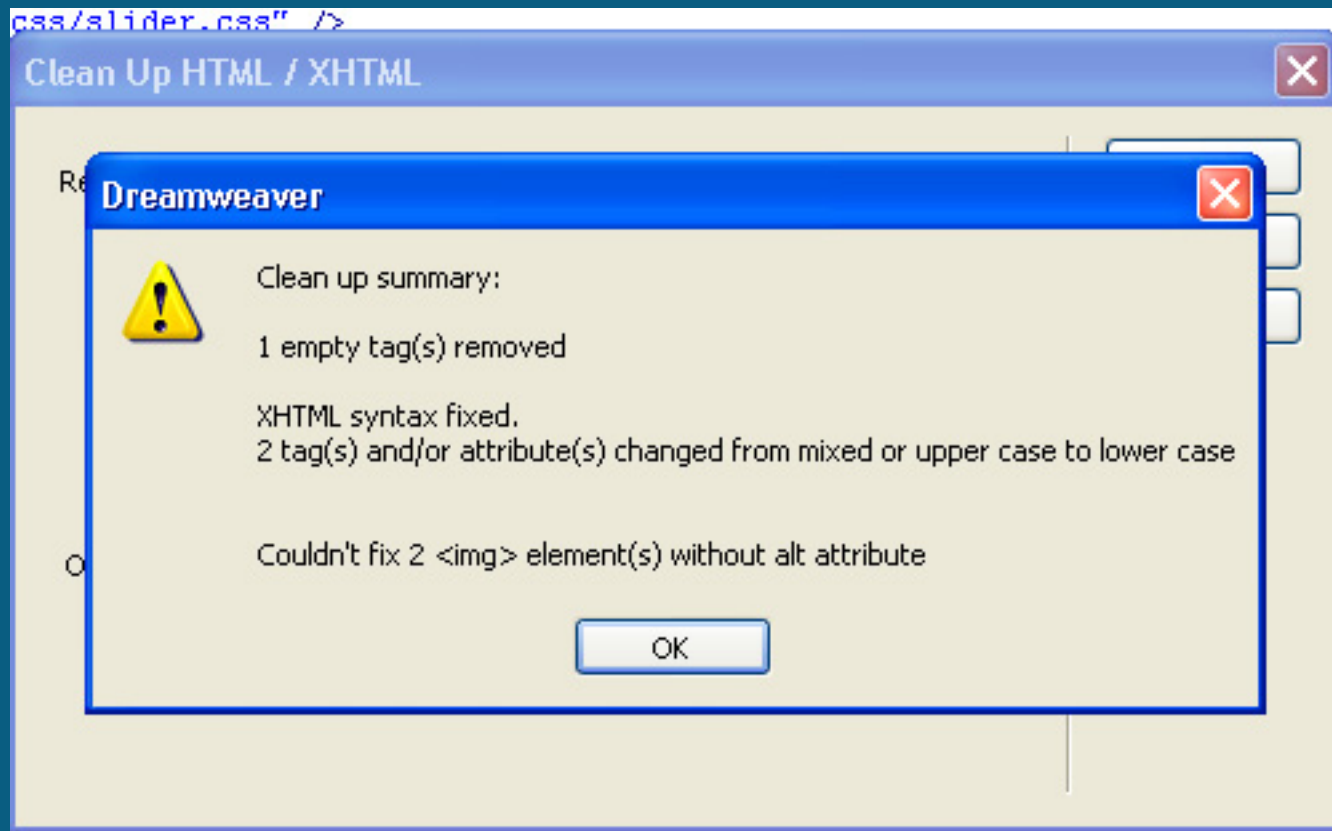 css/slider.css" />
Clean Up HTML / XHTML
Re
Dreamweaver
Clean up summary:
1 empty tag(s) removed
XHTML syntax fixed.
2 tag(s) and/or attribute(s) changed from mixed or upper case to lower case
Couldn't fix 2 <img> element(s) without alt attribute
O
OK